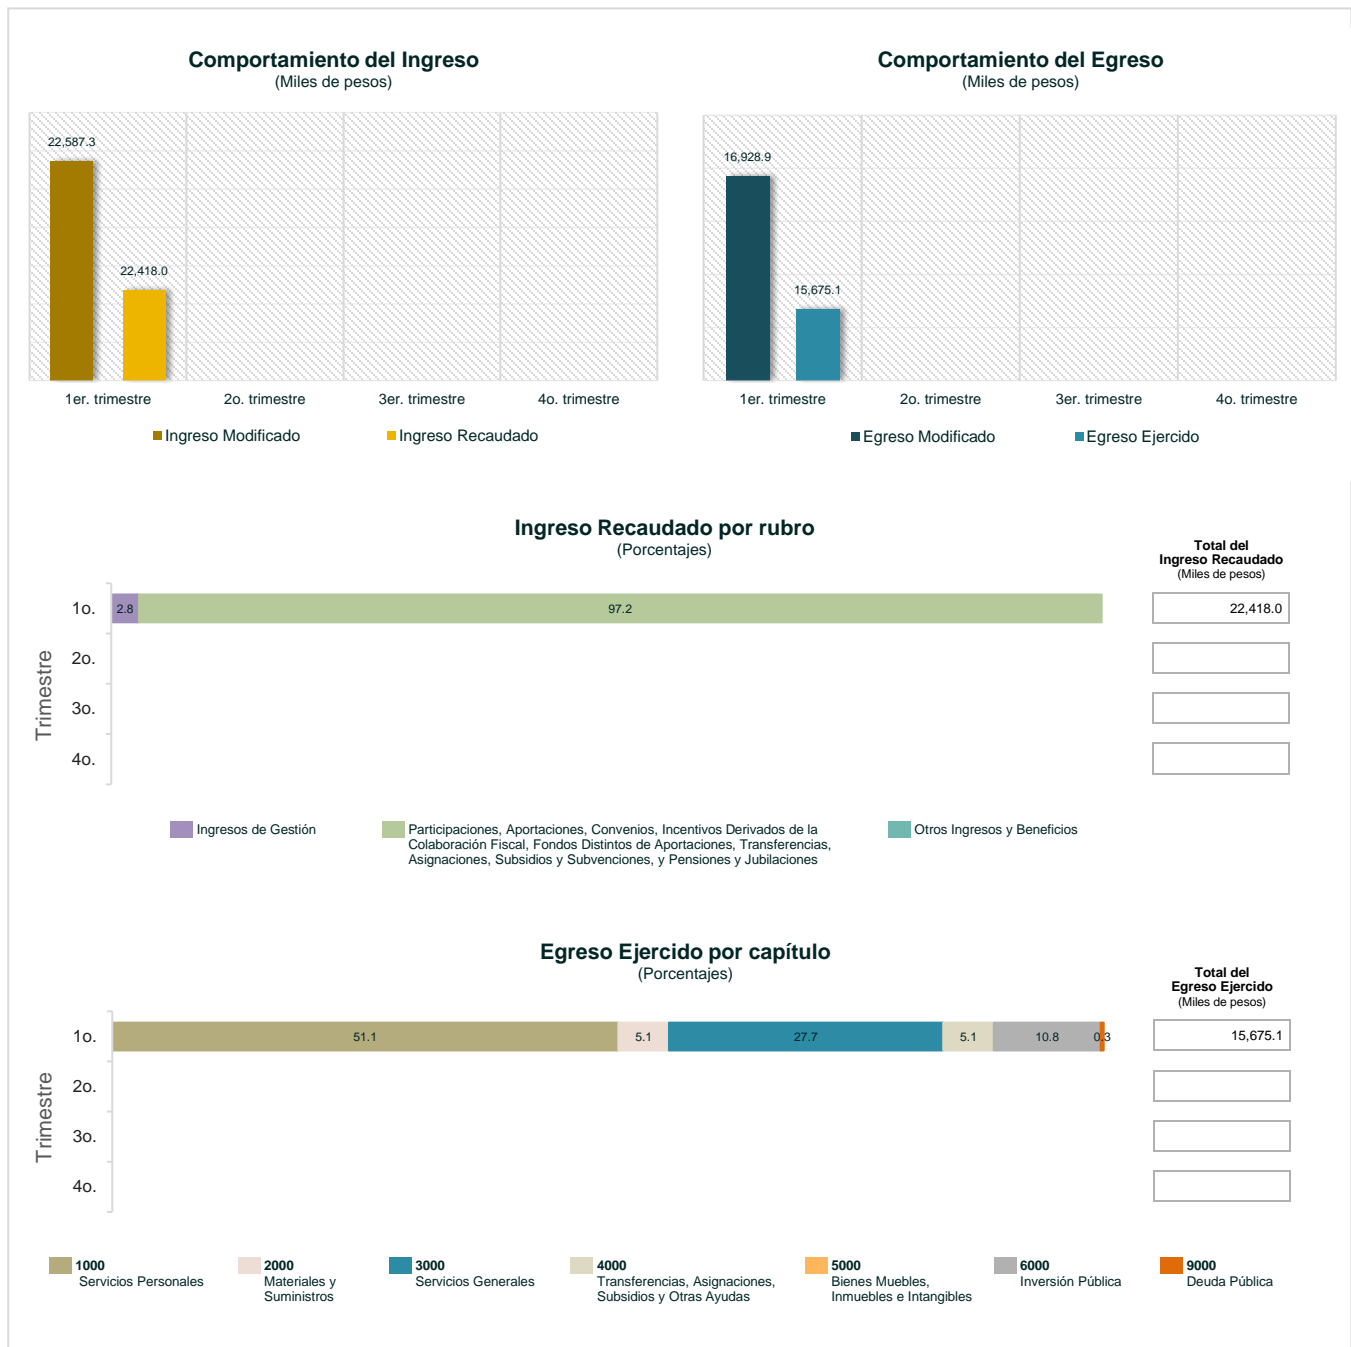 Comportamiento del Ingreso
(Miles de pesos)
22,587.3
22,418.0
1er. trimestre
2o. trimestre
3er. trimestre
4o. trimestre
Ingreso Modificado
Ingreso Recaudado
Comportamiento del Egreso
(Miles de pesos)
16,928.9
15,675.1
1er. trimestre
2o. trimestre
3er. trimestre
4o. trimestre
Egreso Modificado
Egreso Ejercido
Ingreso Recaudado por rubro
(Porcentajes)
Total del
Ingreso Recaudado
(Miles de pesos)
Trimestre
1o.
2.8
97.2
22,418.0
2o.
3o.
4o.
Ingresos de Gestión
Participaciones, Aportaciones, Convenios, Incentivos Derivados de la
Colaboración Fiscal, Fondos Distintos de Aportaciones, Transferencias,
Asignaciones, Subsidios y Subvenciones, y Pensiones y Jubilaciones
Otros Ingresos y Beneficios
Egreso Ejercido por capítulo
(Porcentajes)
Total del
Egreso Ejercido
(Miles de pesos)
Trimestre
1o.
51.1
5.1
27.7
5.1
10.8
0.3
15,675.1
2o.
3o.
4o.
1000
Servicios Personales
2000
Materiales y
Suministros
3000
Servicios Generales
4000
Transferencias, Asignaciones,
Subsidios y Otras Ayudas
5000
Bienes Muebles,
Inmuebles e Intangibles
6000
Inversión Pública
9000
Deuda Pública